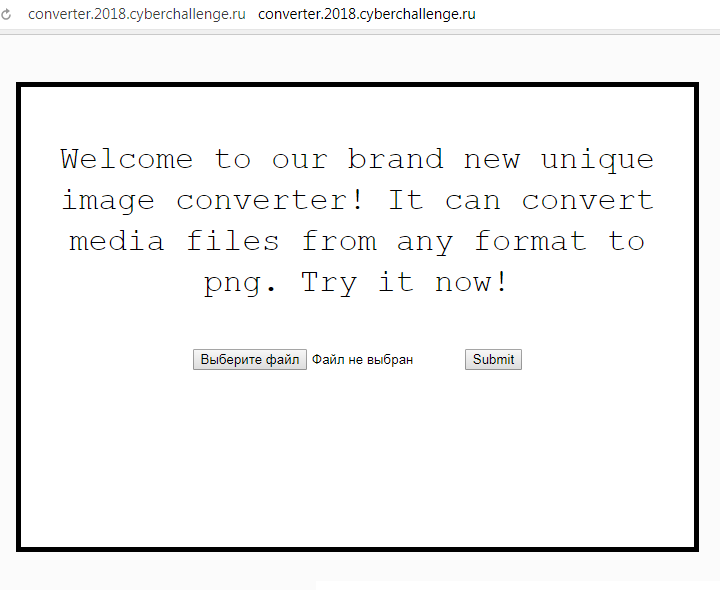 converter.2018.cyberchallenge.ru converter.2018.cyberchallenge.ru
Welcome to our brand new unique
image converter! It can convert
media files from any format to
png. Try it now!
Выберите файл Файл не выбран Submit